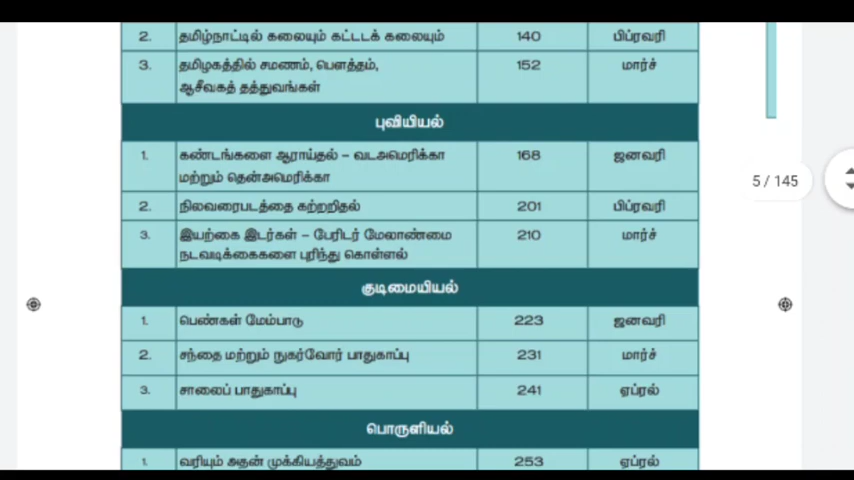 2. தமிழ்நாட்டில் கலையும் கட்டடக் கலையும் 140 பிப்ரவரி
3. தமிழகத்தில் சமணம், பௌத்தம், 152 மார்ச்
ஆசீவகத் தத்துவங்கள்
புவியியல்
1. கண்டங்களை ஆராய்தல் – வடஅமெரிக்கா 168 ஜனவரி
மற்றும் தென்அமெரிக்கா
5 / 145
2. நிலவரைபடத்தை கற்றறிதல் 201 பிப்ரவரி
3. இயற்கை இடர்கள் – பேரிடர் மேலாண்மை 210 மார்ச்
நடவடிக்கைகளை புரிந்து கொள்ளல்
குடிமையியல்
1. பெண்கள் மேம்பாடு 223 ஜனவரி
2. சந்தை மற்றும் நுகர்வோர் பாதுகாப்பு 231 மார்ச்
3. சாலைப் பாதுகாப்பு 241 ஏப்ரல்
பொருளியல்
1. வரியும் அதன் முக்கியத்துவம் 253 ஏப்ரல்